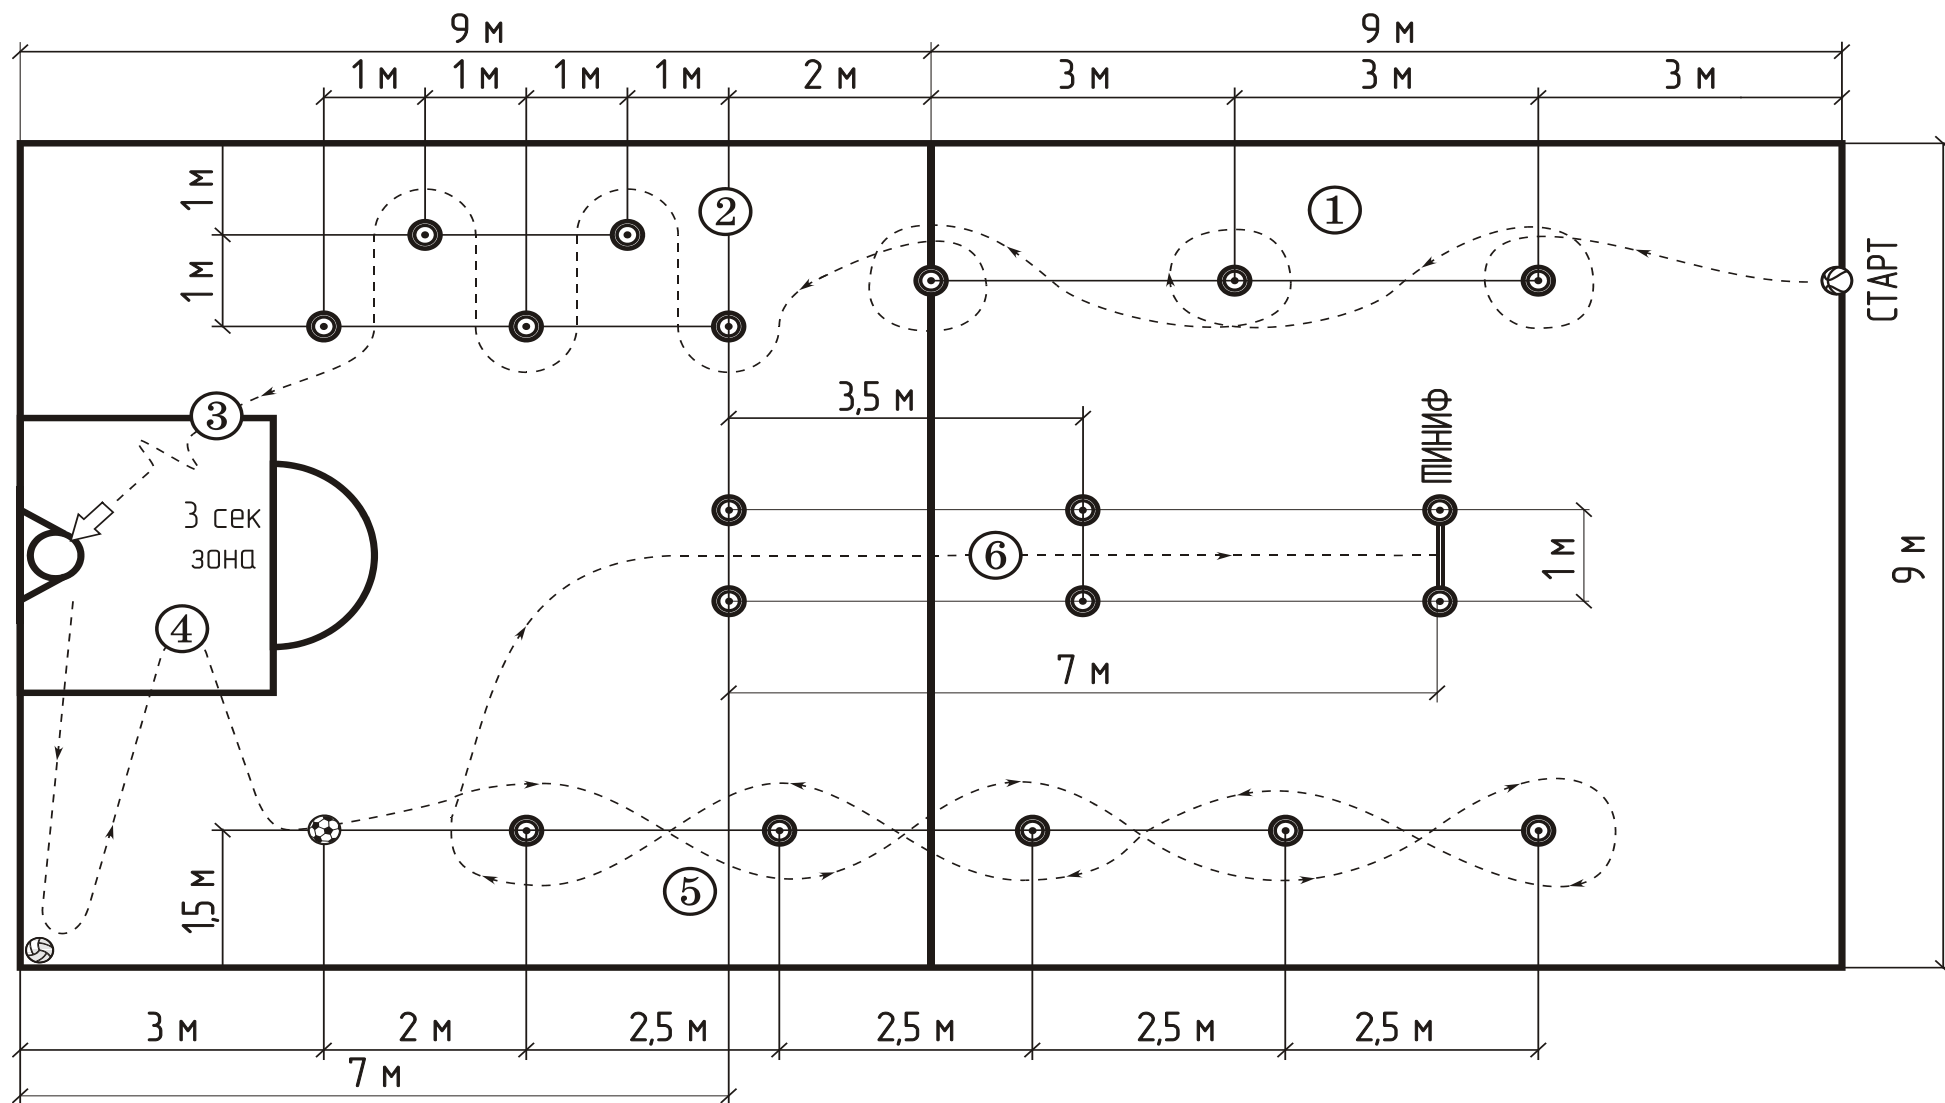 9 м
9 м
1 м
1 м
1 м
1 м
2 м
3 м
3 м
3 м
1 м
1 м
2
1
СТАРТ
3
3,5 м
ФИНИШ
3 сек
зона
6
1 м
9 м
4
7 м
5
1,5 м
3 м
2 м
2,5 м
2,5 м
2,5 м
2,5 м
7 м